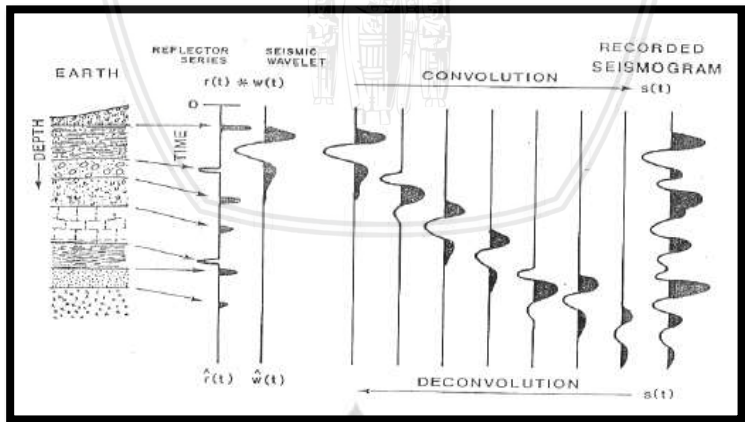 EARTH
REFLECTOR SERIES
r(t) * w(t)
SEISMIC WAVELET
CONVOLUTION
RECORDED SEISMOGRAM
s(t)
0
TIME
DEPTH
r̂(t)
ŵ(t)
DECONVOLUTION
s(t)